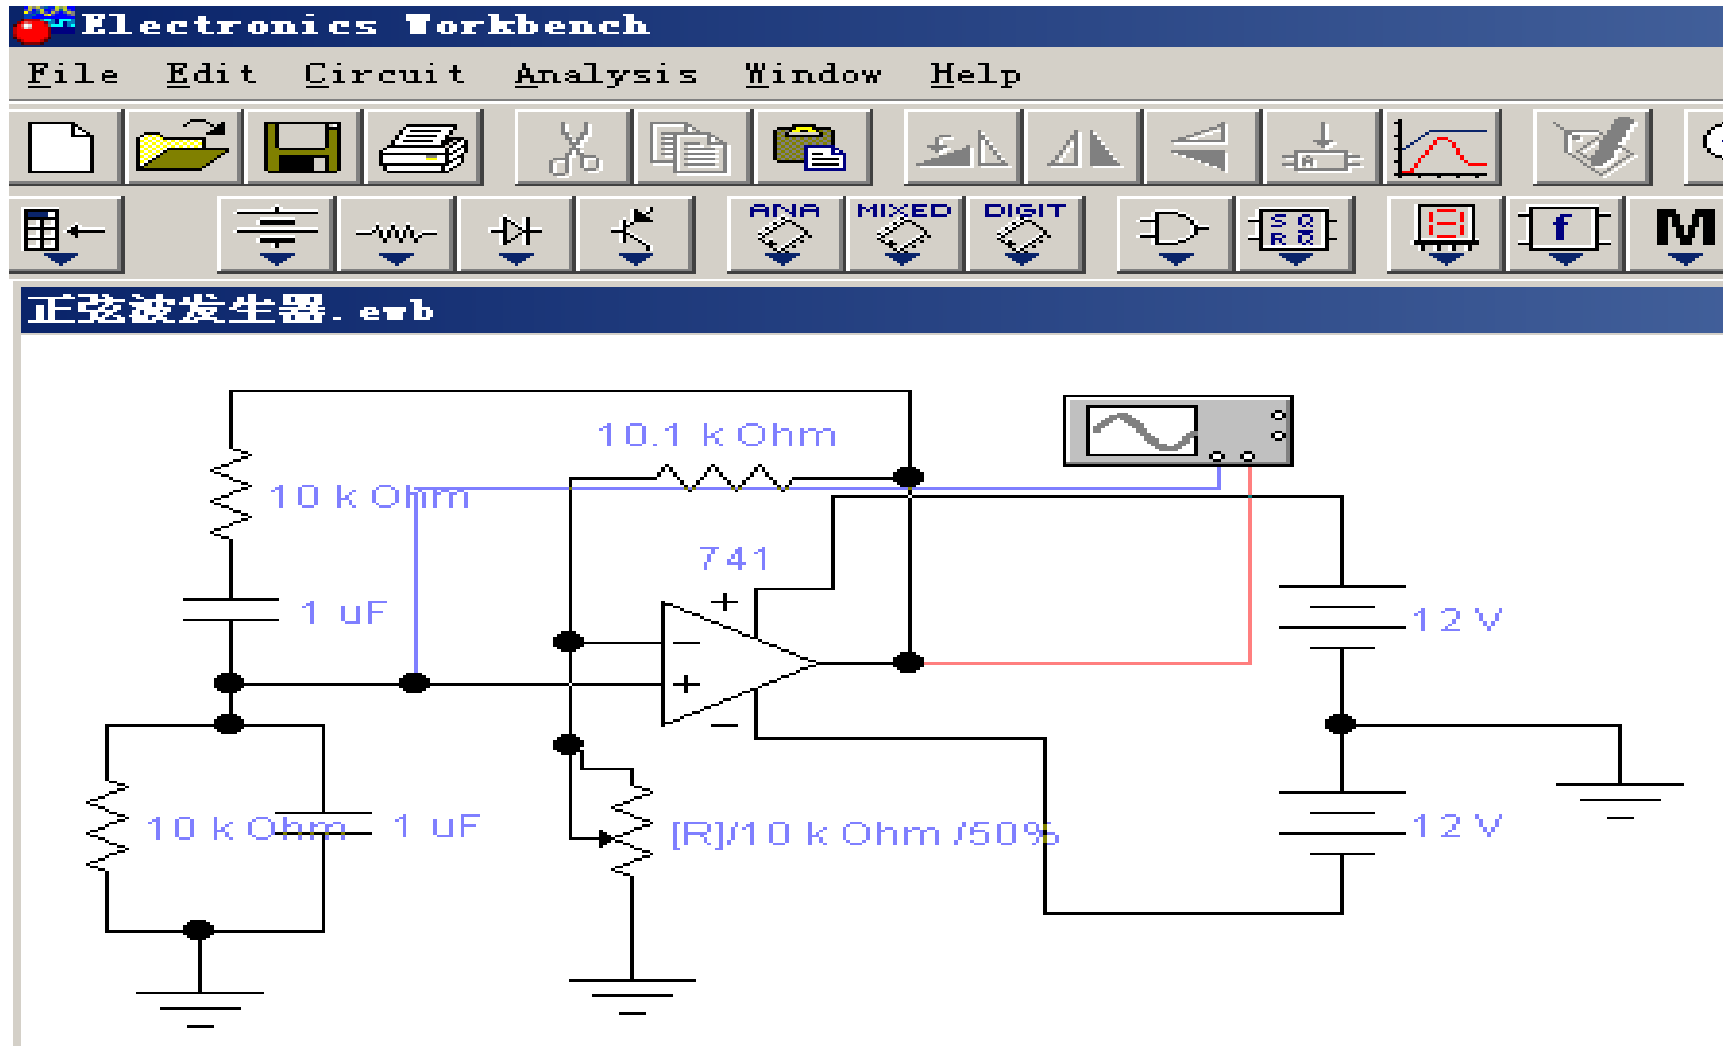 Electronics Workbench
File Edit Circuit Analysis Window Help
ANA MIXED DIGIT
S Q
R Q
f M
A
正弦波发生器.ewb
10.1 k Ohm
10 k Ohm
741
1 uF
12 V
10 k Ohm
1 uF
[R]/10 k Ohm /50%
12 V